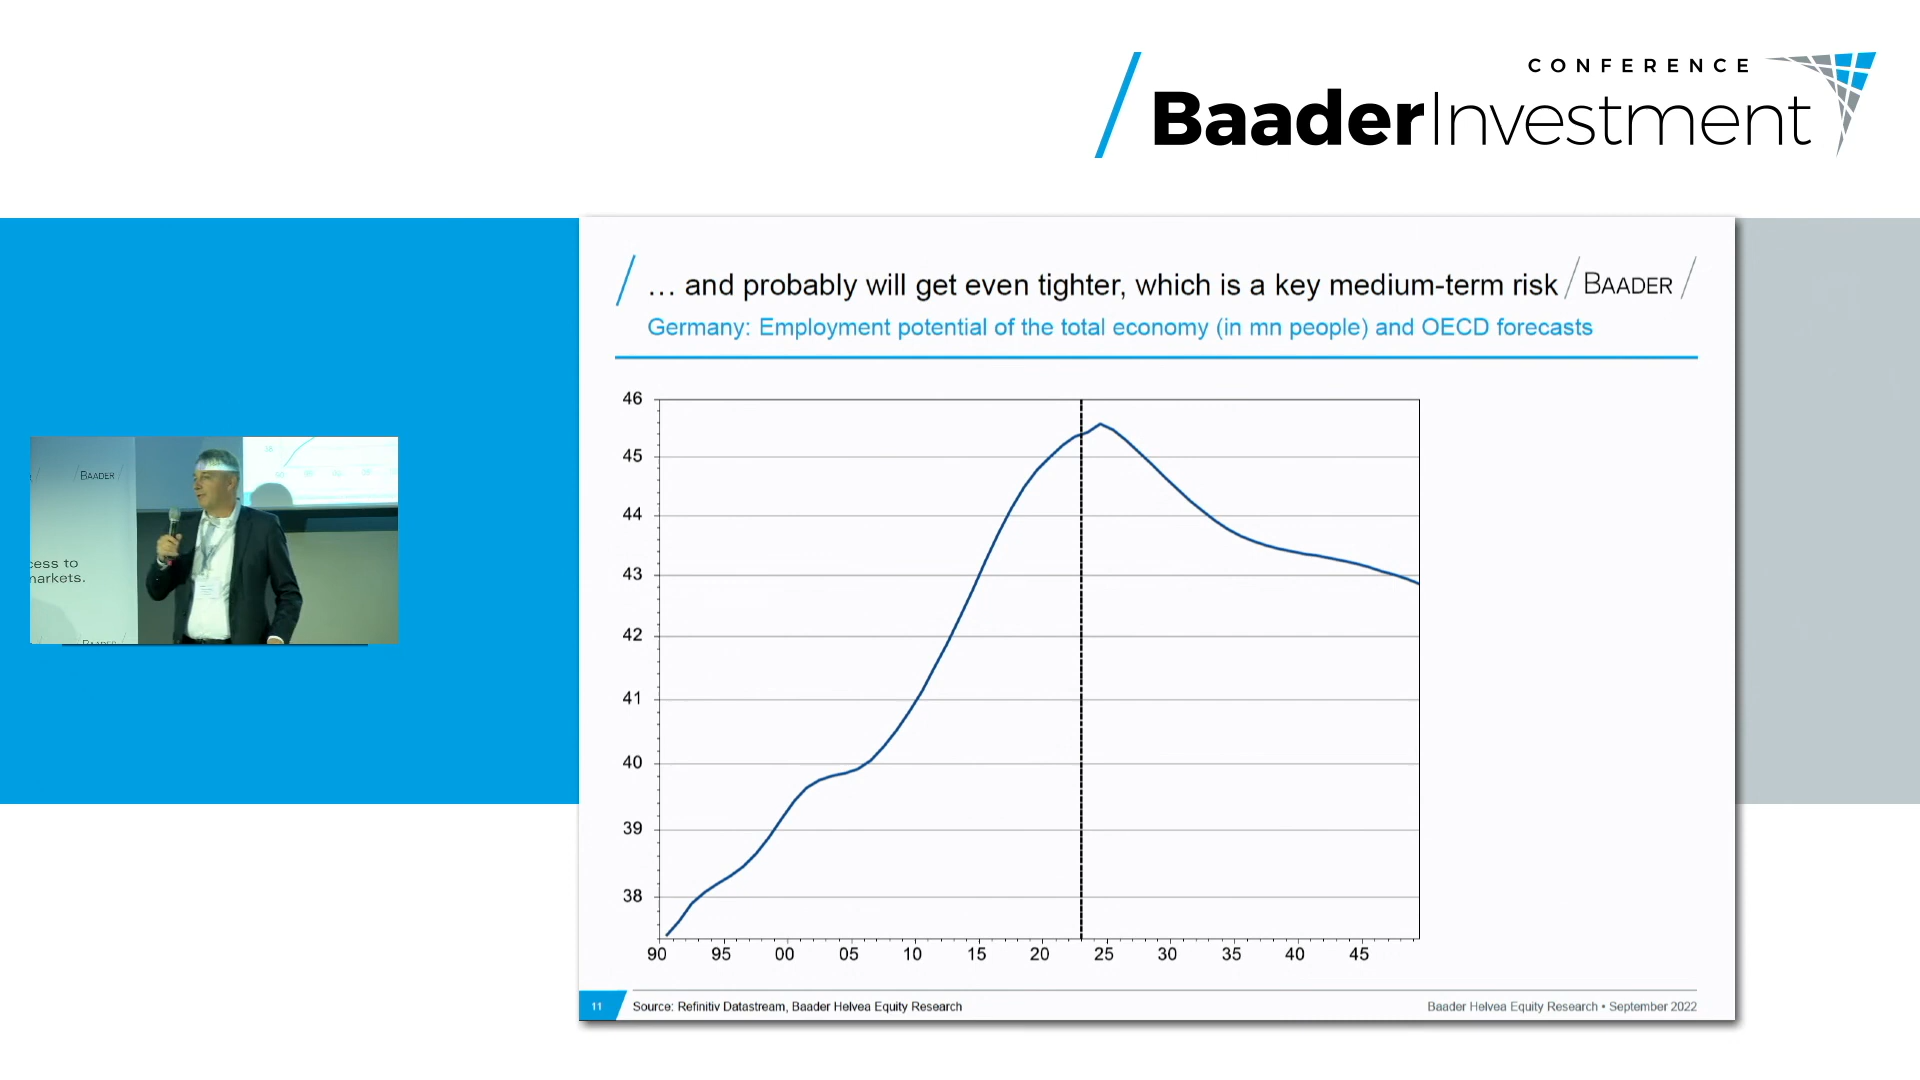 CONFERENCE
BaaderInvestment
… and probably will get even tighter, which is a key medium-term risk
BAADER
Germany: Employment potential of the total economy (in mn people) and OECD forecasts
46
45
44
43
42
41
40
39
38
90 95 00 05 10 15 20 25 30 35 40 45
11
Source: Refinitiv Datastream, Baader Helvea Equity Research
Baader Helvea Equity Research • September 2022
BAADER
cess to
narkets.
BAADER